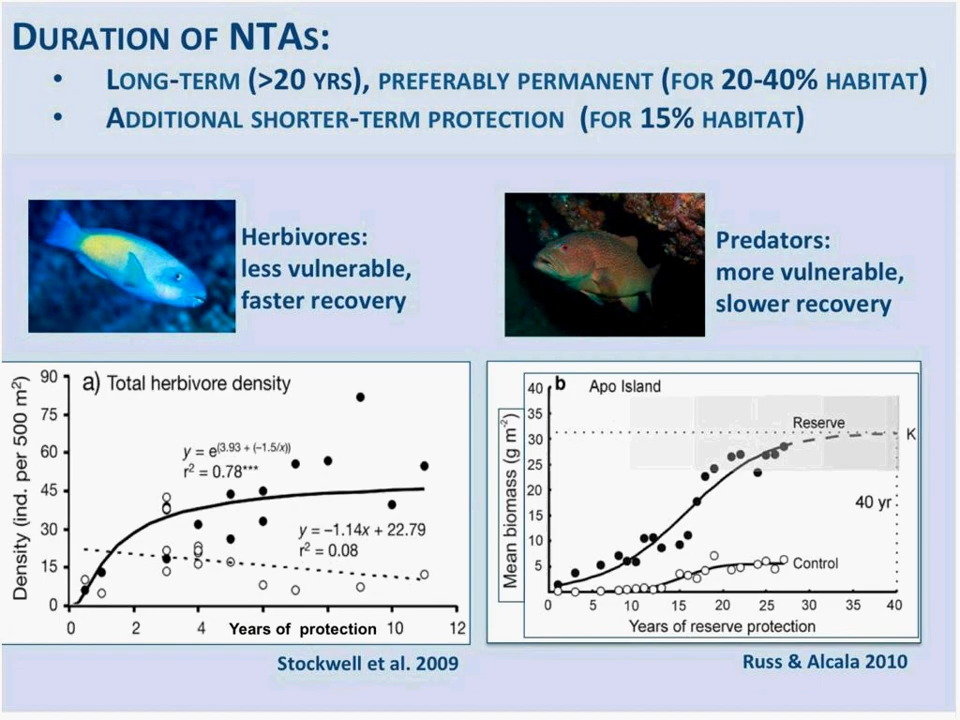 DURATION OF NTAS:
• LONG-TERM (>20 YRS), PREFERABLY PERMANENT (FOR 20-40% HABITAT)
• ADDITIONAL SHORTER-TERM PROTECTION (FOR 15% HABITAT)
Herbivores:
less vulnerable,
faster recovery
Predators:
more vulnerable,
slower recovery
a) Total herbivore density
Density (ind. per 500 m²)
90
75
60
45
30
15
0
y = e(3.93 + (–1.5/x))
r² = 0.78***
y = –1.14x + 22.79
r² = 0.08
0 2 4 Years of protection 10 12
Stockwell et al. 2009
b Apo Island
Mean biomass (g m⁻²)
40
35
30
25
20
15
10
5
Reserve
K
40 yr
Control
0 5 10 15 20 25 30 35 40
Years of reserve protection
Russ & Alcala 2010